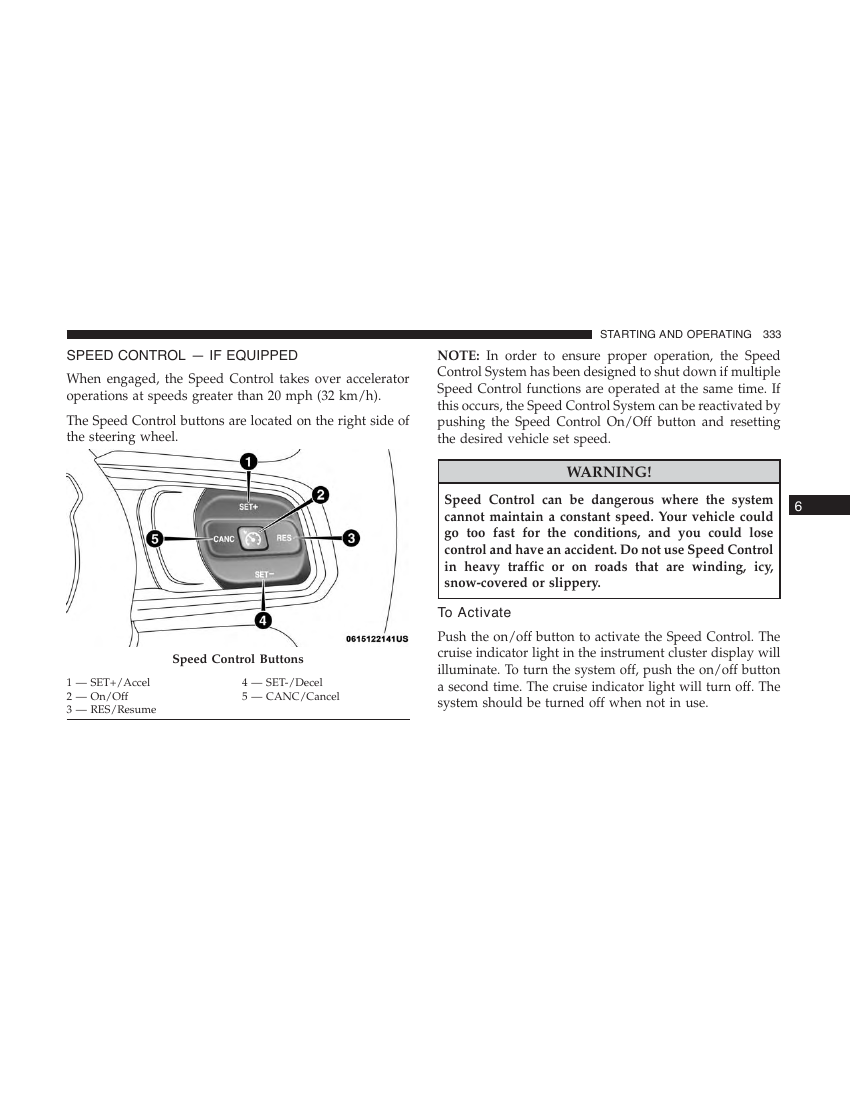 STARTING AND OPERATING 333
SPEED CONTROL — IF EQUIPPED
When engaged, the Speed Control takes over accelerator
operations at speeds greater than 20 mph (32 km/h).
The Speed Control buttons are located on the right side of
the steering wheel.
1
SET+
2
CANC
RES
3
5
SET−
4
0615122141US
Speed Control Buttons
1 — SET+/Accel
2 — On/Off
3 — RES/Resume
4 — SET-/Decel
5 — CANC/Cancel
NOTE: In order to ensure proper operation, the Speed
Control System has been designed to shut down if multiple
Speed Control functions are operated at the same time. If
this occurs, the Speed Control System can be reactivated by
pushing the Speed Control On/Off button and resetting
the desired vehicle set speed.
WARNING!
Speed Control can be dangerous where the system
cannot maintain a constant speed. Your vehicle could
go too fast for the conditions, and you could lose
control and have an accident. Do not use Speed Control
in heavy traffic or on roads that are winding, icy,
snow-covered or slippery.
To Activate
Push the on/off button to activate the Speed Control. The
cruise indicator light in the instrument cluster display will
illuminate. To turn the system off, push the on/off button
a second time. The cruise indicator light will turn off. The
system should be turned off when not in use.
6